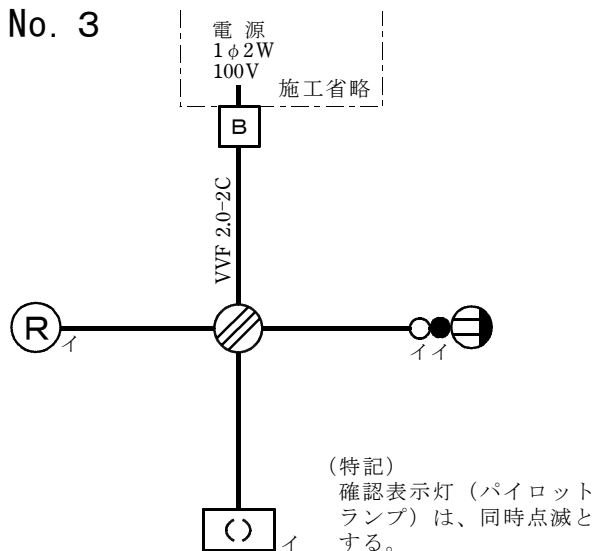 No. 3
電 源
1φ2W
100V
施工省略
B
VVF 2.0-2C
R
イ
イイ
()
イ
(特記)
確認表示灯（パイロット
ランプ）は、同時点滅と
する。